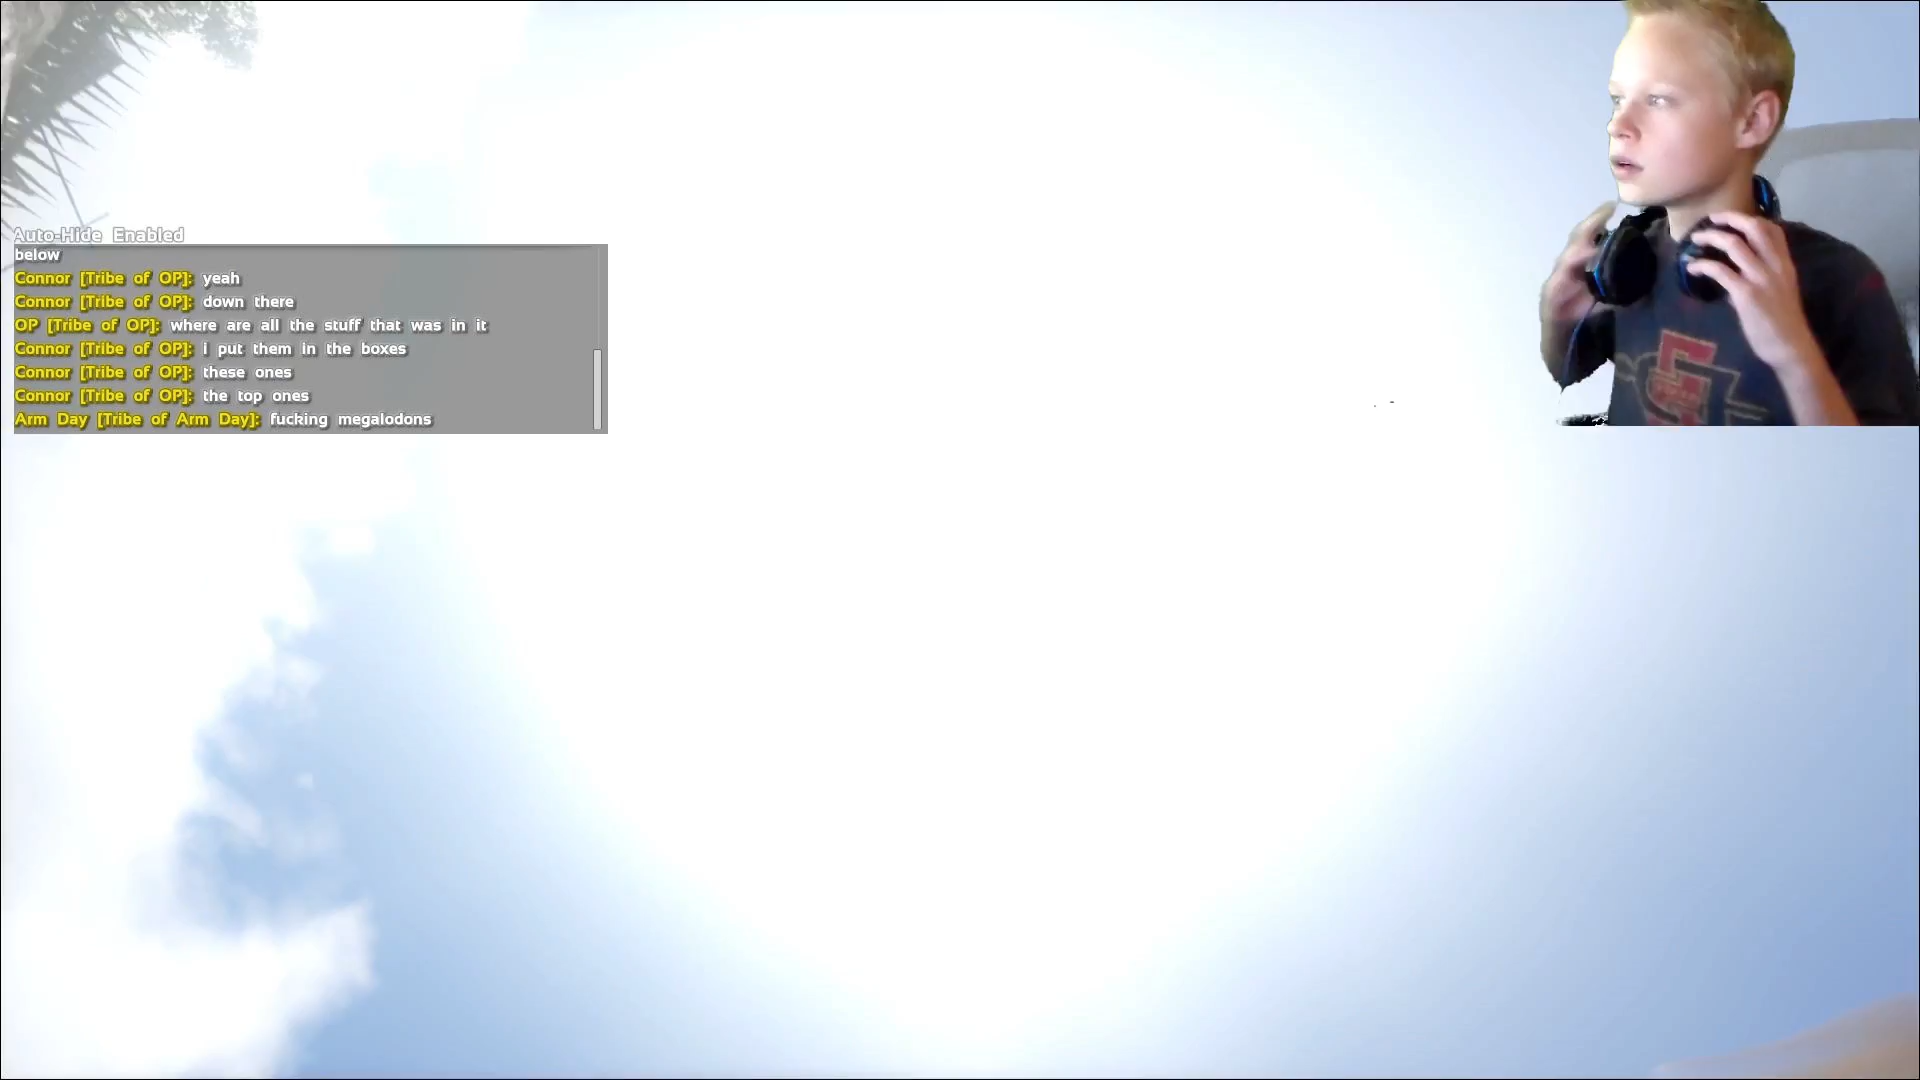 Auto-Hide Enabled
below
Connor [Tribe of OP]: yeah
Connor [Tribe of OP]: down there
OP [Tribe of OP]: where are all the stuff that was in it
Connor [Tribe of OP]: i put them in the boxes
Connor [Tribe of OP]: these ones
Connor [Tribe of OP]: the top ones
Arm Day [Tribe of Arm Day]: fucking megalodons